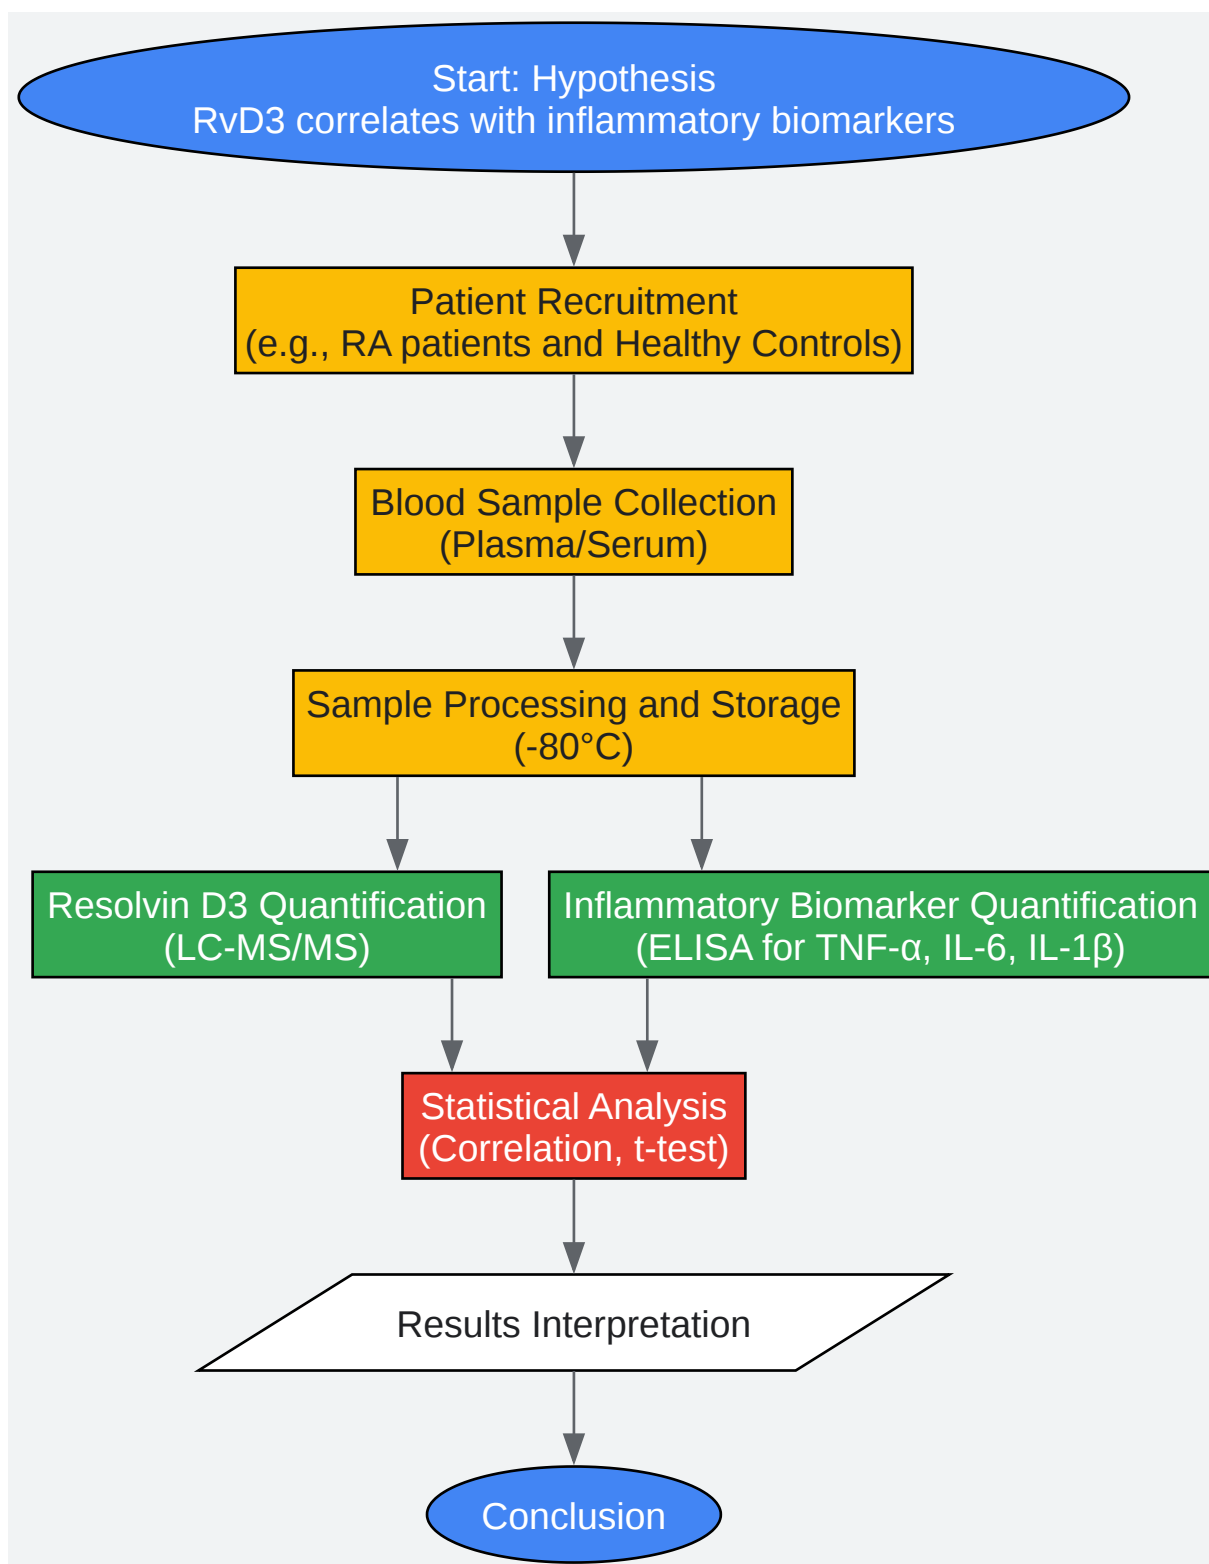 Start: Hypothesis
RvD3 correlates with inflammatory biomarkers
Patient Recruitment
(e.g., RA patients and Healthy Controls)
Blood Sample Collection
(Plasma/Serum)
Sample Processing and Storage
(-80°C)
Resolvin D3 Quantification
(LC-MS/MS)
Inflammatory Biomarker Quantification
(ELISA for TNF-α, IL-6, IL-1β)
Statistical Analysis
(Correlation, t-test)
Results Interpretation
Conclusion